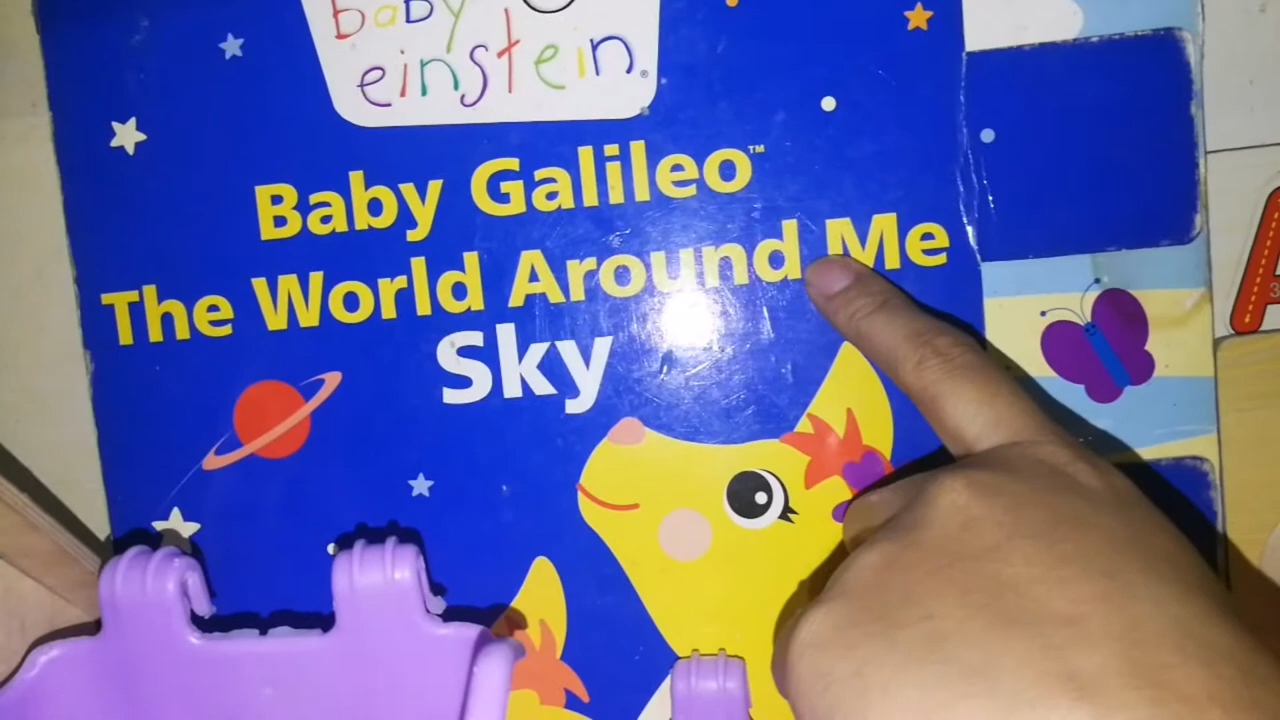 baby
einstein®
Baby Galileo™
The World Around Me
Sky